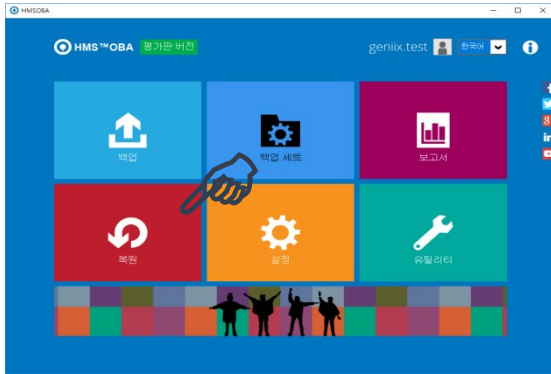 HMSOBA
HMS™OBA 평가판 버전
geniix.test 한국어
백업
백업 세트
보고서
복원
설정
유틸리티